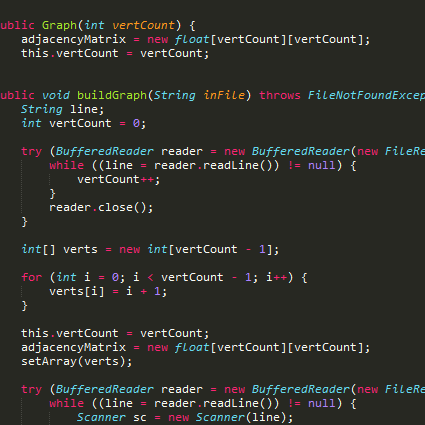 ublic Graph(int vertCount) {
adjacencyMatrix = new float[vertCount][vertCount];
this.vertCount = vertCount;
ublic void buildGraph(String inFile) throws FileNotFoundExcep
String line;
int vertCount = 0;
try (BufferedReader reader = new BufferedReader(new FileRe
while ((line = reader.readLine()) != null) {
vertCount++;
}
reader.close();
}
int[] verts = new int[vertCount - 1];
for (int i = 0; i < vertCount - 1; i++) {
verts[i] = i + 1;
}
this.vertCount = vertCount;
adjacencyMatrix = new float[vertCount][vertCount];
setArray(verts);
try (BufferedReader reader = new BufferedReader(new FileRe
while ((line = reader.readLine()) != null) {
Scanner sc = new Scanner(line);